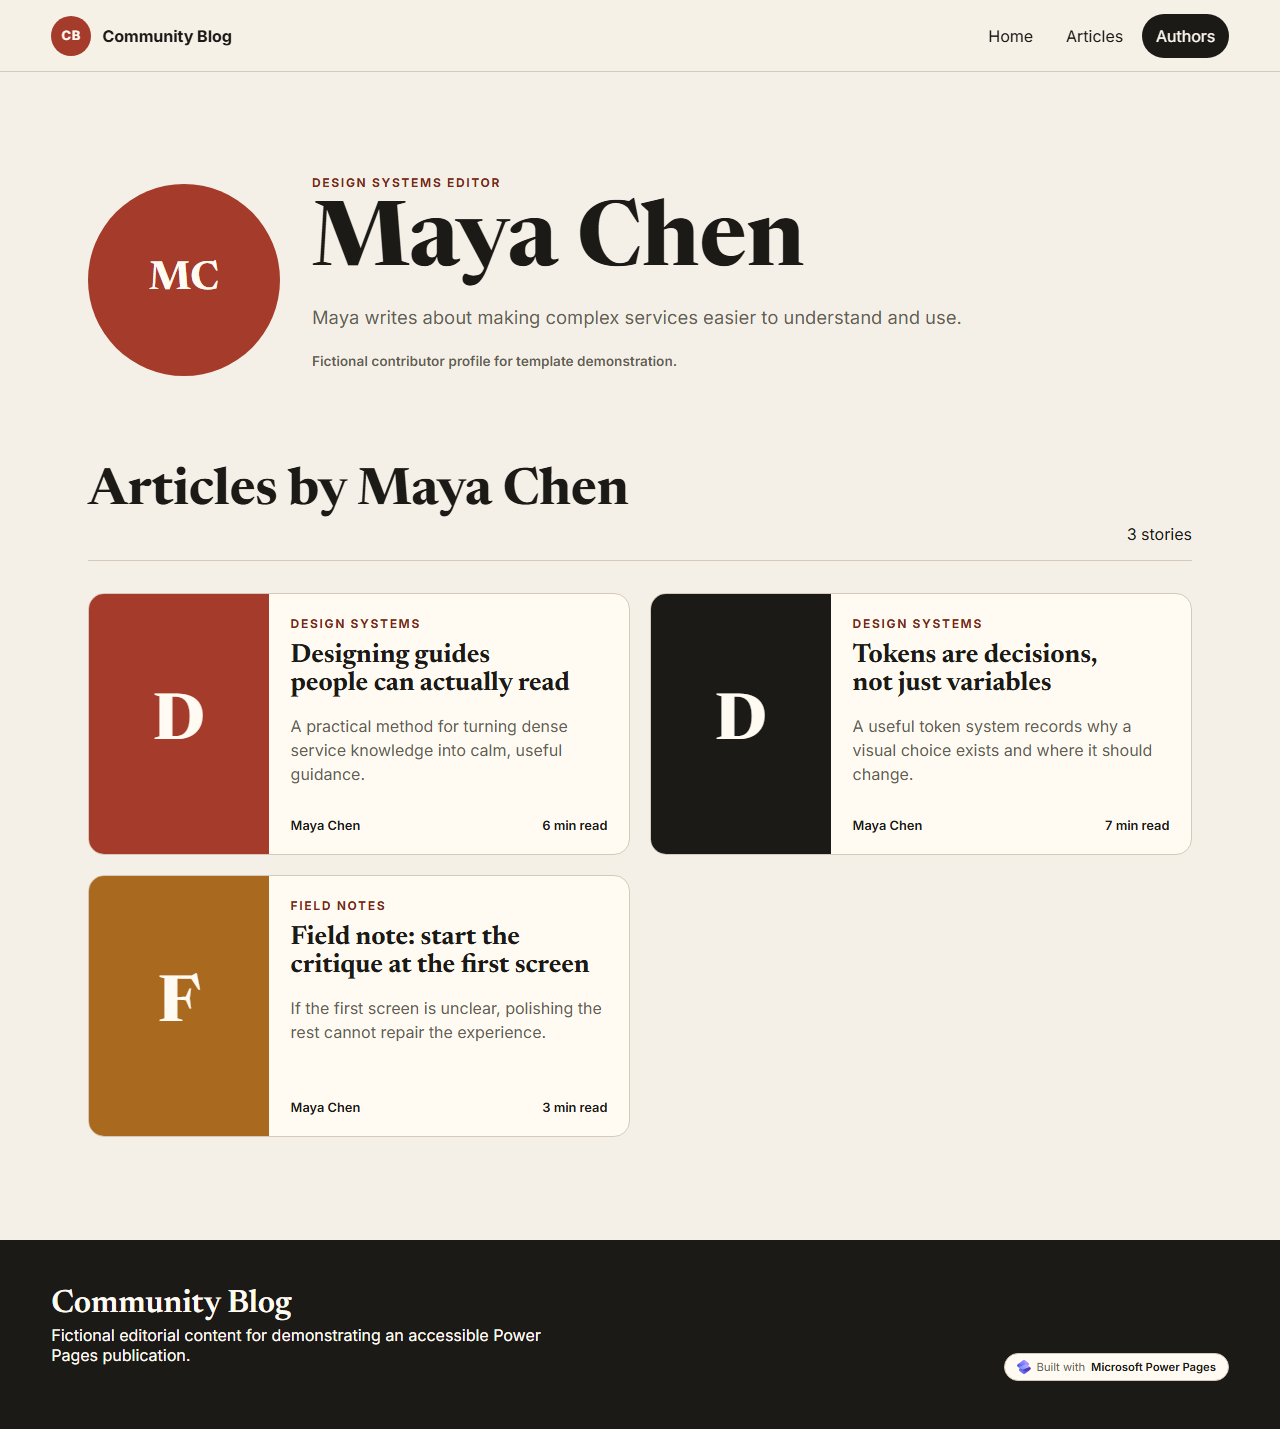 CB
Community Blog
Home
Articles
Authors
MC
DESIGN SYSTEMS EDITOR
Maya Chen
Maya writes about making complex services easier to understand and use.
Fictional contributor profile for template demonstration.
Articles by Maya Chen
3 stories
D
DESIGN SYSTEMS
Designing guides
people can actually read
A practical method for turning dense
service knowledge into calm, useful
guidance.
Maya Chen
6 min read
D
DESIGN SYSTEMS
Tokens are decisions,
not just variables
A useful token system records why a
visual choice exists and where it should
change.
Maya Chen
7 min read
F
FIELD NOTES
Field note: start the
critique at the first screen
If the first screen is unclear, polishing the
rest cannot repair the experience.
Maya Chen
3 min read
Community Blog
Fictional editorial content for demonstrating an accessible Power
Pages publication.
Built with Microsoft Power Pages